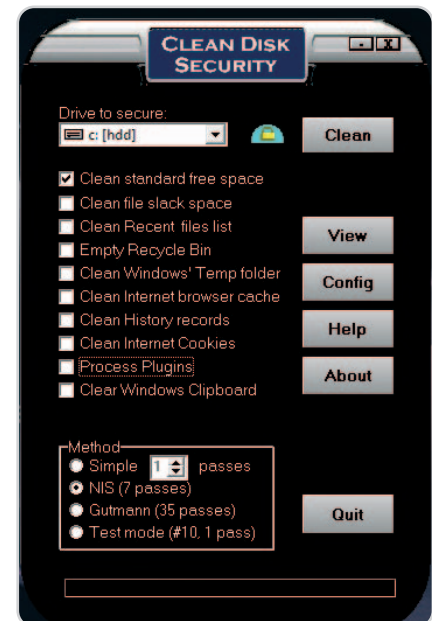 CLEAN DISK
SECURITY
- X
Drive to secure:
c: [hdd]
Clean
Clean standard free space
Clean file slack space
Clean Recent files list
View
Empty Recycle Bin
Clean Windows' Temp folder
Config
Clean Internet browser cache
Clean History records
Help
Clean Internet Cookies
Process Plugins
About
Clear Windows Clipboard
Method
Simple 1 passes
NIS (7 passes)
Gutmann (35 passes)
Quit
Test mode (#10, 1 pass)